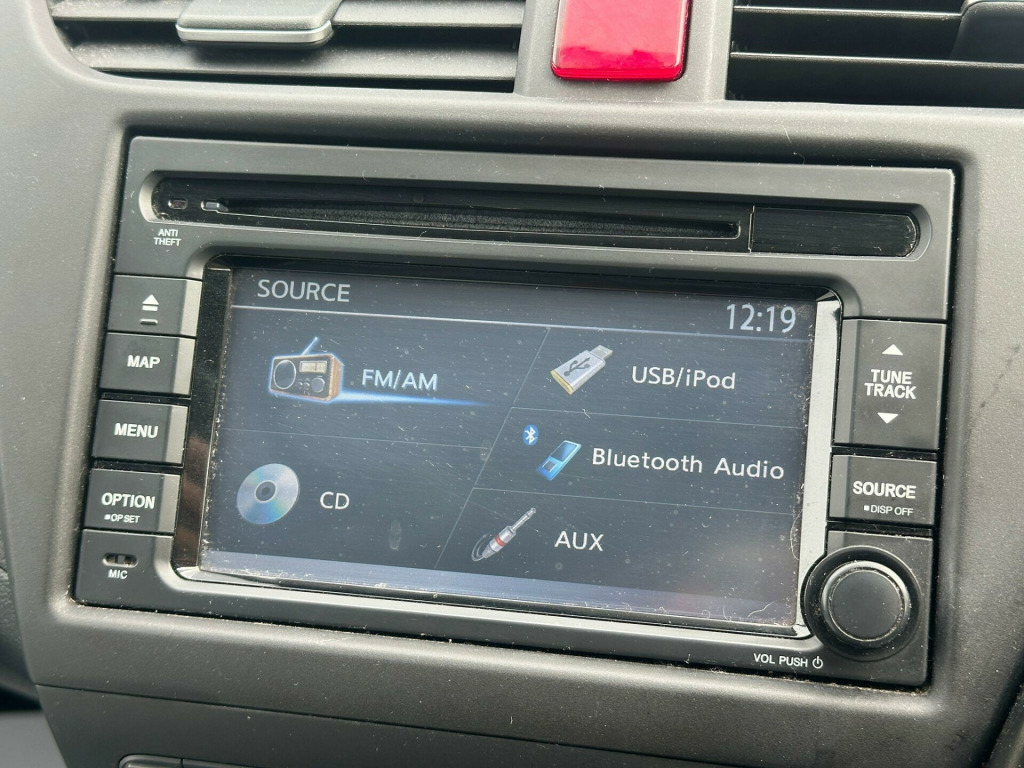 ANTI
THEFT
SOURCE
12:19
FM/AM
USB/iPod
Bluetooth Audio
CD
AUX
MAP
MENU
OPTION
OP SET
MIC
TUNE
TRACK
SOURCE
DISP OFF
VOL PUSH